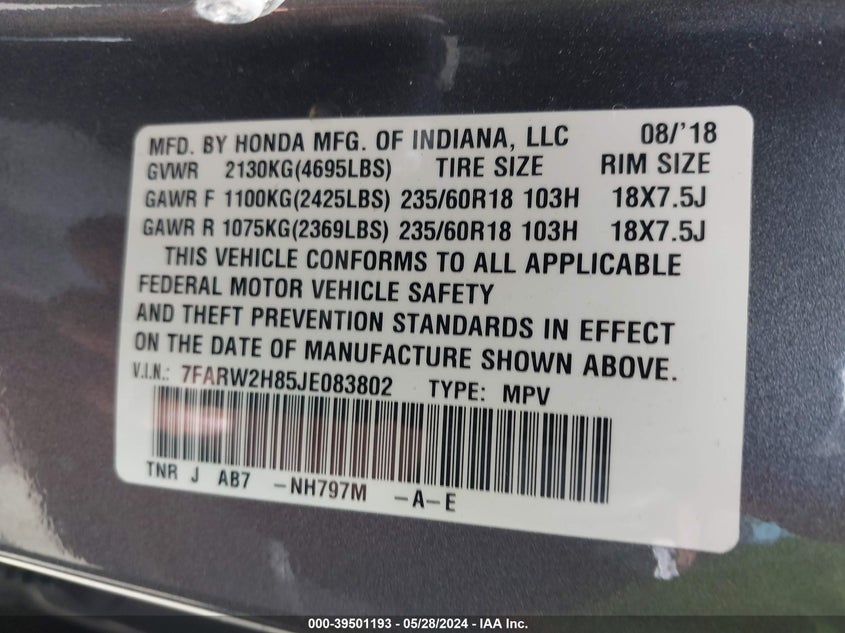 MFD. BY HONDA MFG. OF INDIANA, LLC 08/'18
GVWR 2130KG(4695LBS) TIRE SIZE RIM SIZE
GAWR F 1100KG(2425LBS) 235/60R18 103H 18X7.5J
GAWR R 1075KG(2369LBS) 235/60R18 103H 18X7.5J
THIS VEHICLE CONFORMS TO ALL APPLICABLE
FEDERAL MOTOR VEHICLE SAFETY
AND THEFT PREVENTION STANDARDS IN EFFECT
ON THE DATE OF MANUFACTURE SHOWN ABOVE.
V.I.N.: 7FARW2H85JE083802 TYPE: MPV
TNR J AB7 -NH797M -A-E
000-39501193 - 05/28/2024 - IAA Inc.